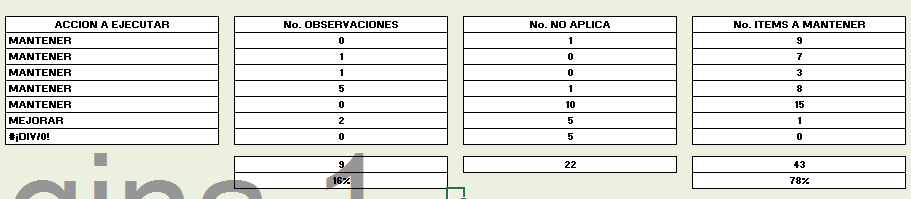 ACCION A EJECUTAR No. OBSERVACIONES No. NO APLICA No. ITEMS A MANTENER
MANTENER 0 1 9
MANTENER 1 0 7
MANTENER 1 0 3
MANTENER 5 1 8
MANTENER 0 10 15
MEJORAR 2 5 1
#¡DIV/0! 0 5 0
9 22 43
16% 78%